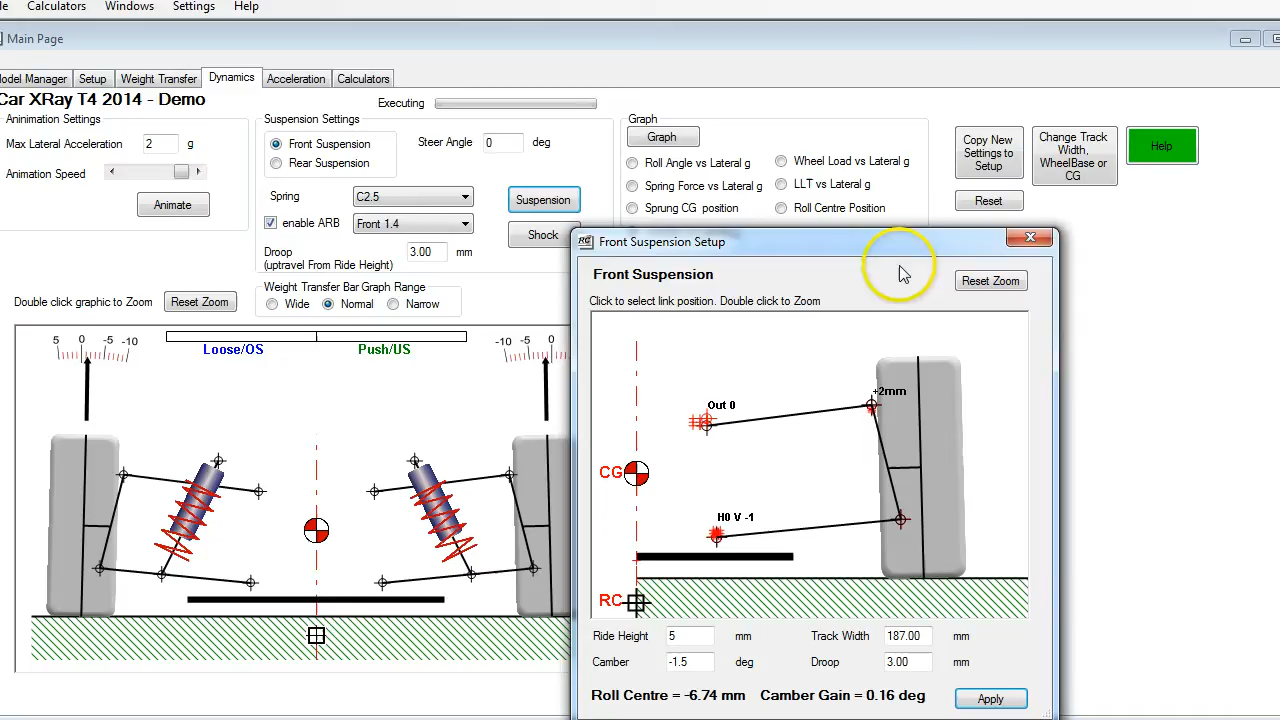 Calculators Windows Settings Help
Main Page
Setup Weight Transfer Dynamics Acceleration Calculators
Car XRay T4 2014 - Demo
Executing
Aninimation Settings
Max Lateral Acceleration 2 g
Animation Speed
Animate
Suspension Settings
Front Suspension
Rear Suspension
Steer Angle 0 deg
Spring C2.5
Suspension
enable ARB Front 1.4
Shock
Droop 3.00 mm
(uptravel From Ride Height)
Graph
Graph
Roll Angle vs Lateral g
Wheel Load vs Lateral g
Spring Force vs Lateral g
LLT vs Lateral g
Sprung CG position
Roll Centre Position
Copy New
Settings to
Setup
Change Track
Width,
WheelBase or
CG
Help
Reset
Double click graphic to Zoom
Reset Zoom
Weight Transfer Bar Graph Range
Wide Normal Narrow
5 0 -5 -10
Loose/OS Push/US
-10 -5 0
Front Suspension Setup
Front Suspension
Click to select link position. Double click to Zoom
Reset Zoom
+2mm
Out 0
CG
H0 V -1
RC
Ride Height 5 mm Track Width 187.00 mm
Camber -1.5 deg Droop 3.00 mm
Roll Centre = -6.74 mm Camber Gain = 0.16 deg
Apply